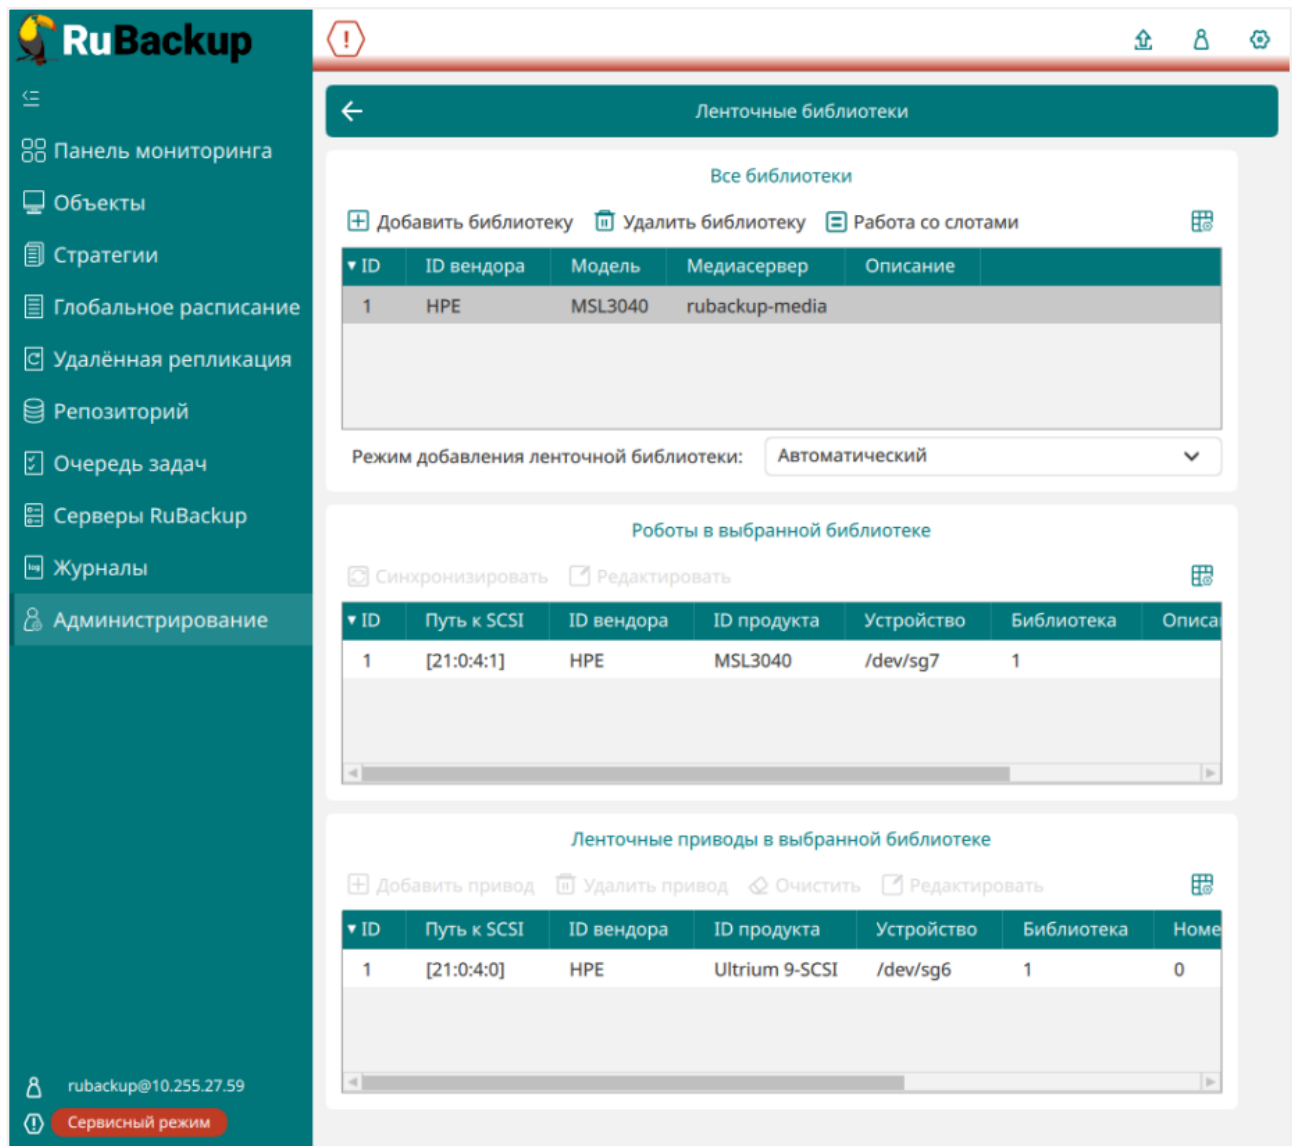 RuBackup
Панель мониторинга
Объекты
Стратегии
Глобальное расписание
Удалённая репликация
Репозиторий
Очередь задач
Серверы RuBackup
Журналы
Администрирование
rubackup@10.255.27.59
Сервисный режим
Ленточные библиотеки
Все библиотеки
Добавить библиотеку Удалить библиотеку Работа со слотами
ID ID вендора Модель Медиасервер Описание
1 HPE MSL3040 rubackup-media
Режим добавления ленточной библиотеки: Автоматический
Роботы в выбранной библиотеке
Синхронизировать Редактировать
ID Путь к SCSI ID вендора ID продукта Устройство Библиотека Описа
1 [21:0:4:1] HPE MSL3040 /dev/sg7 1
Ленточные приводы в выбранной библиотеке
Добавить привод Удалить привод Очистить Редактировать
ID Путь к SCSI ID вендора ID продукта Устройство Библиотека Номе
1 [21:0:4:0] HPE Ultrium 9-SCSI /dev/sg6 1 0